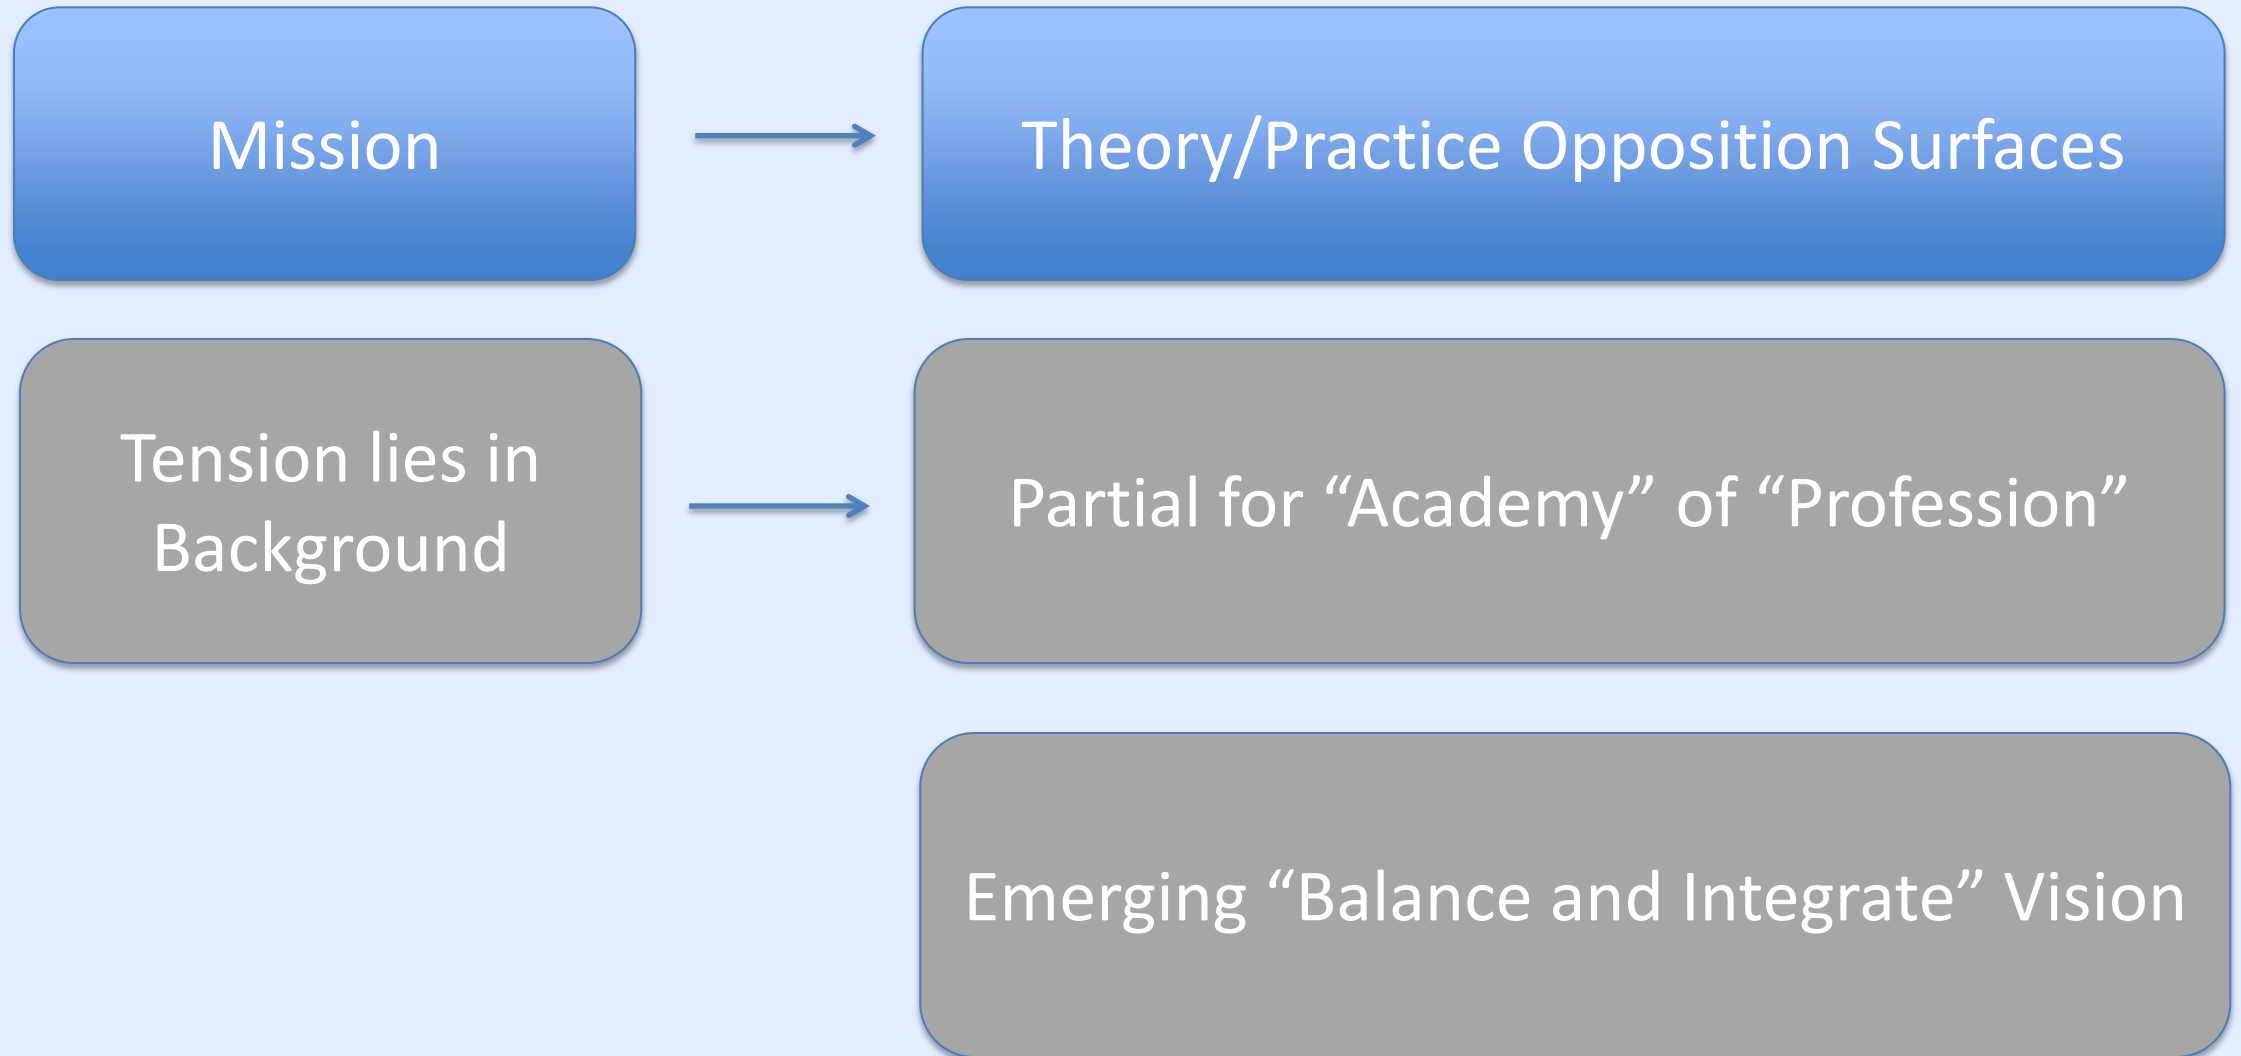 Mission
Theory/Practice Opposition Surfaces
Tension lies in
Background
Partial for “Academy” of “Profession”
Emerging “Balance and Integrate” Vision